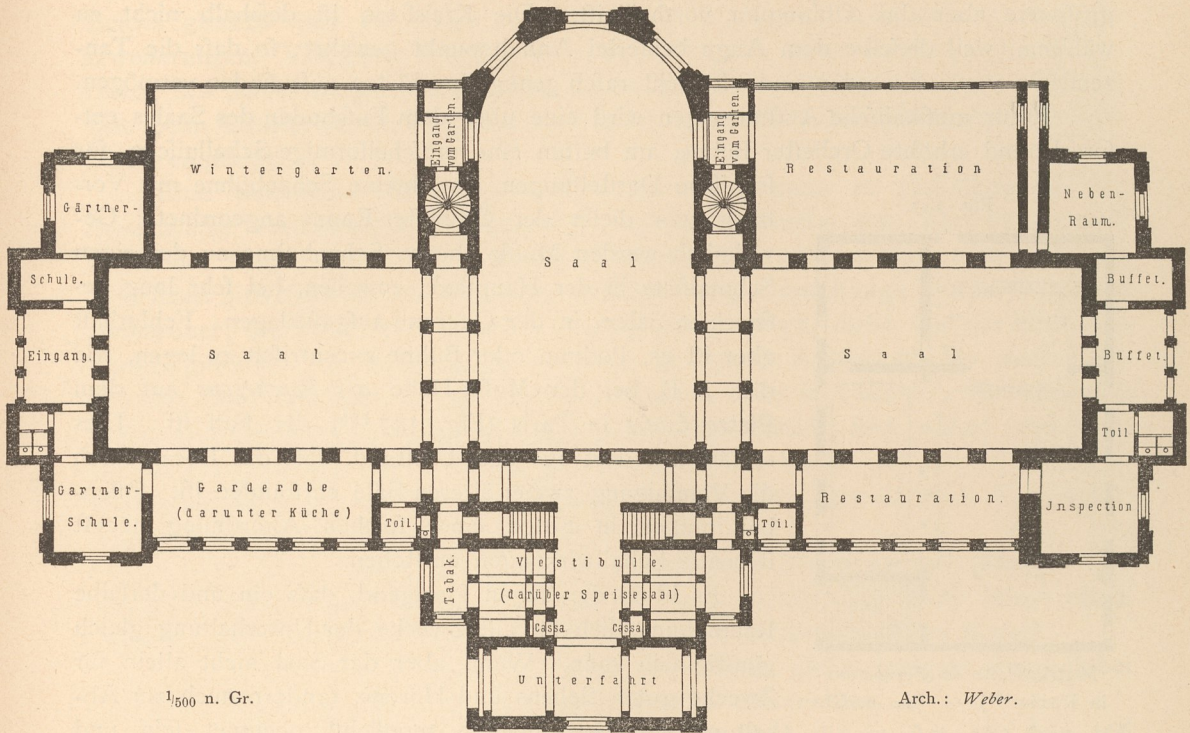 Eingang
vom Garten.
Eingang
vom Garten.
Wintergarten.
Restauration
Gärtner-
Neben-
Raum.
Saal
Schule.
Buffet.
Eingang.
Saal
Saal
Buffet.
Toil
Gartner-
Schule.
Garderobe
(darunter Küche)
Toil.
Toil.
Restauration.
Jnspection
Tabak.
Vestibule.
(darüber Speisesaal)
Cassa
Cassa
Unterfahrt
1/500 n. Gr.
Arch.: Weber.